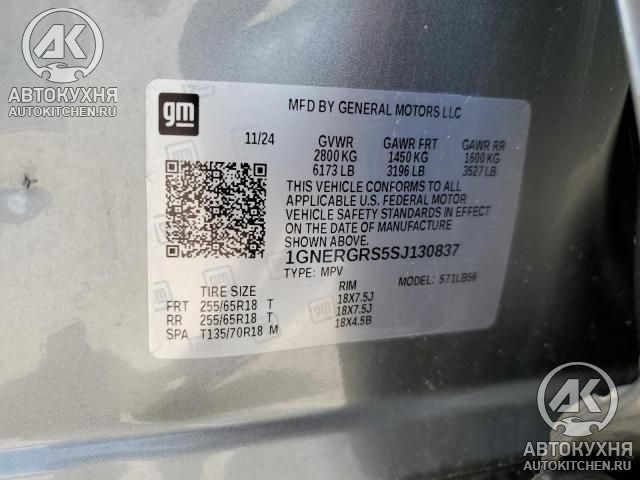 AK
АВТОКУХНЯ
AUTOKITCHEN.RU
gm
MFD BY GENERAL MOTORS LLC
11/24 GVWR GAWR FRT GAWR RR
2800 KG 1450 KG 1600 KG
6173 LB 3196 LB 3527 LB
THIS VEHICLE CONFORMS TO ALL
APPLICABLE U.S. FEDERAL MOTOR
VEHICLE SAFETY STANDARDS IN EFFECT
ON THE DATE OF MANUFACTURE
SHOWN ABOVE.
1GNERGRS5SJ130837
TYPE: MPV MODEL: 571LB56
TIRE SIZE RIM
FRT 255/65R18 T 18X7.5J
RR 255/65R18 T 18X7.5J
SPA T135/70R18 M 18X4.5B
AK
АВТОКУХНЯ
AUTOKITCHEN.RU